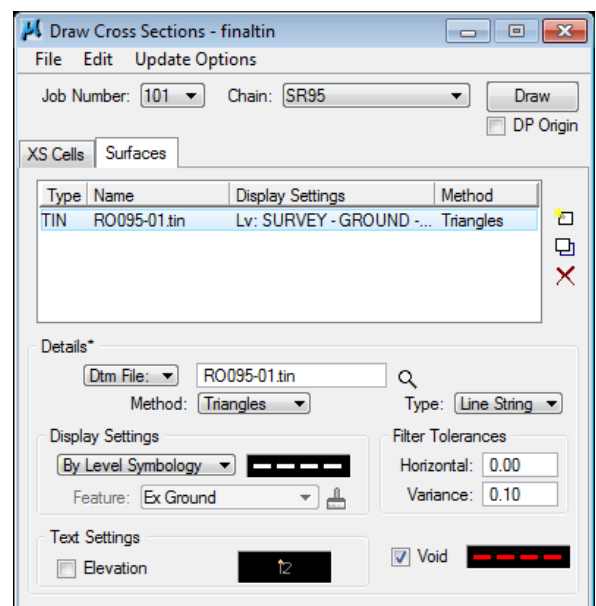 Draw Cross Sections - finaltin
File Edit Update Options
Job Number: 101 Chain: SR95 Draw
DP Origin
XS Cells Surfaces
Type Name Display Settings Method
TIN RO095-01.tin Lv: SURVEY - GROUND -... Triangles
Details*
Dtm File: RO095-01.tin
Method: Triangles Type: Line String
Display Settings Filter Tolerances
By Level Symbology Horizontal: 0.00
Feature: Ex Ground Variance: 0.10
Text Settings
Elevation 12 Void